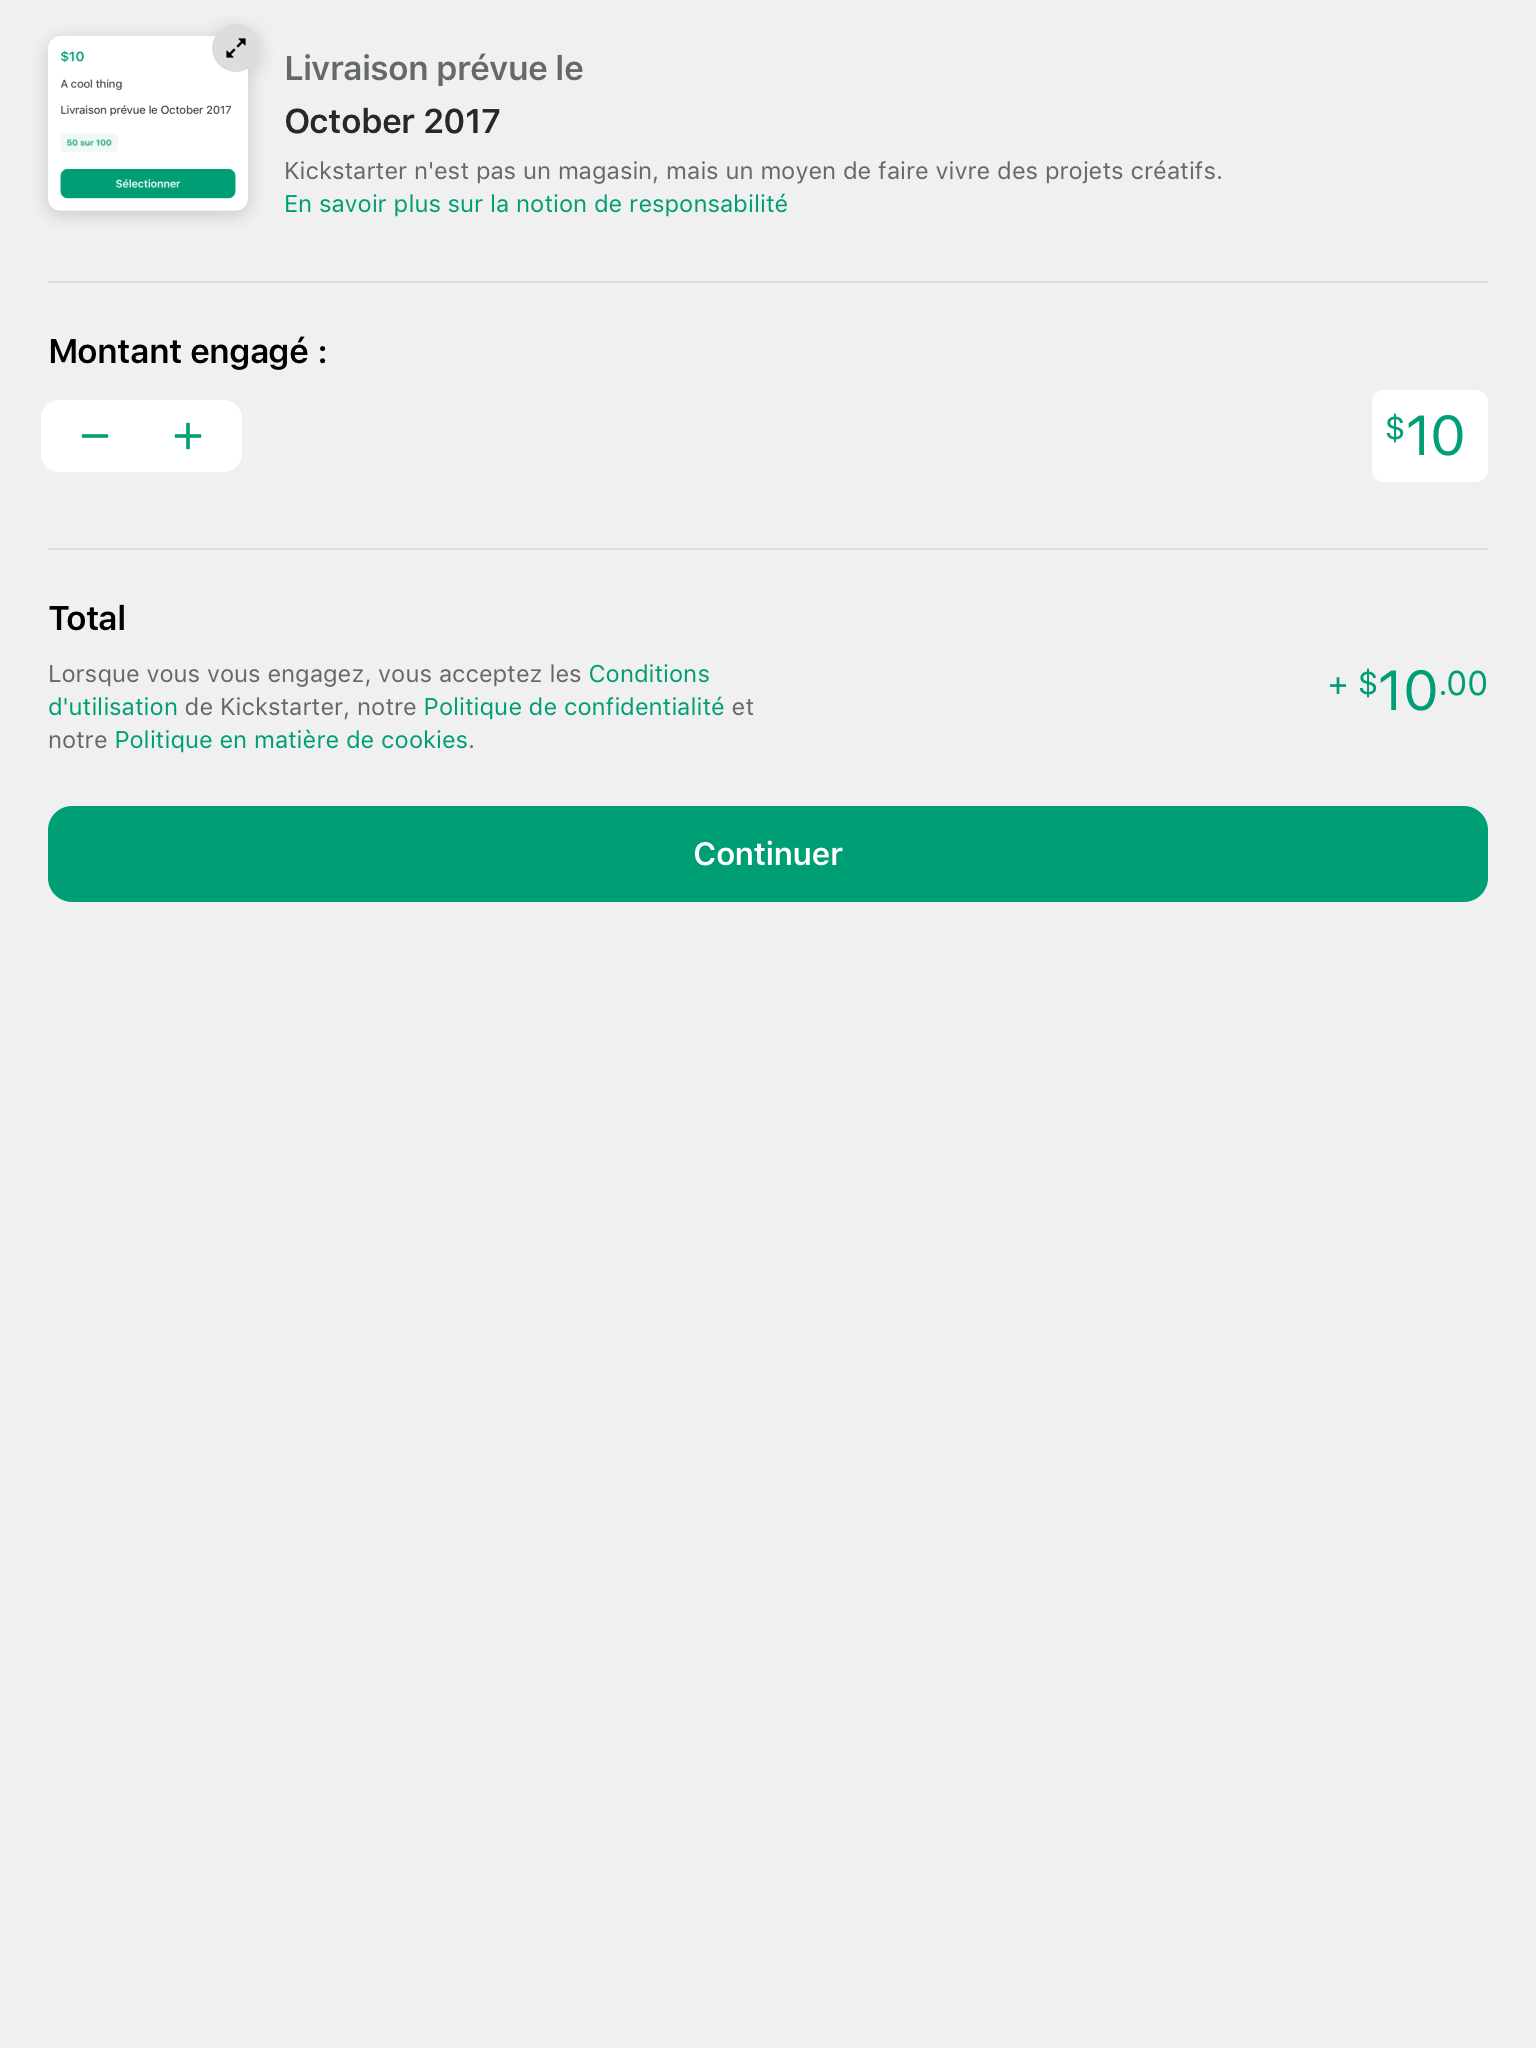 $10
A cool thing
Livraison prévue le October 2017
50 sur 100
Sélectionner
Livraison prévue le
October 2017
Kickstarter n'est pas un magasin, mais un moyen de faire vivre des projets créatifs.
En savoir plus sur la notion de responsabilité
Montant engagé :
$10
Total
Lorsque vous vous engagez, vous acceptez les Conditions
d'utilisation de Kickstarter, notre Politique de confidentialité et
notre Politique en matière de cookies.
+ $10.00
Continuer